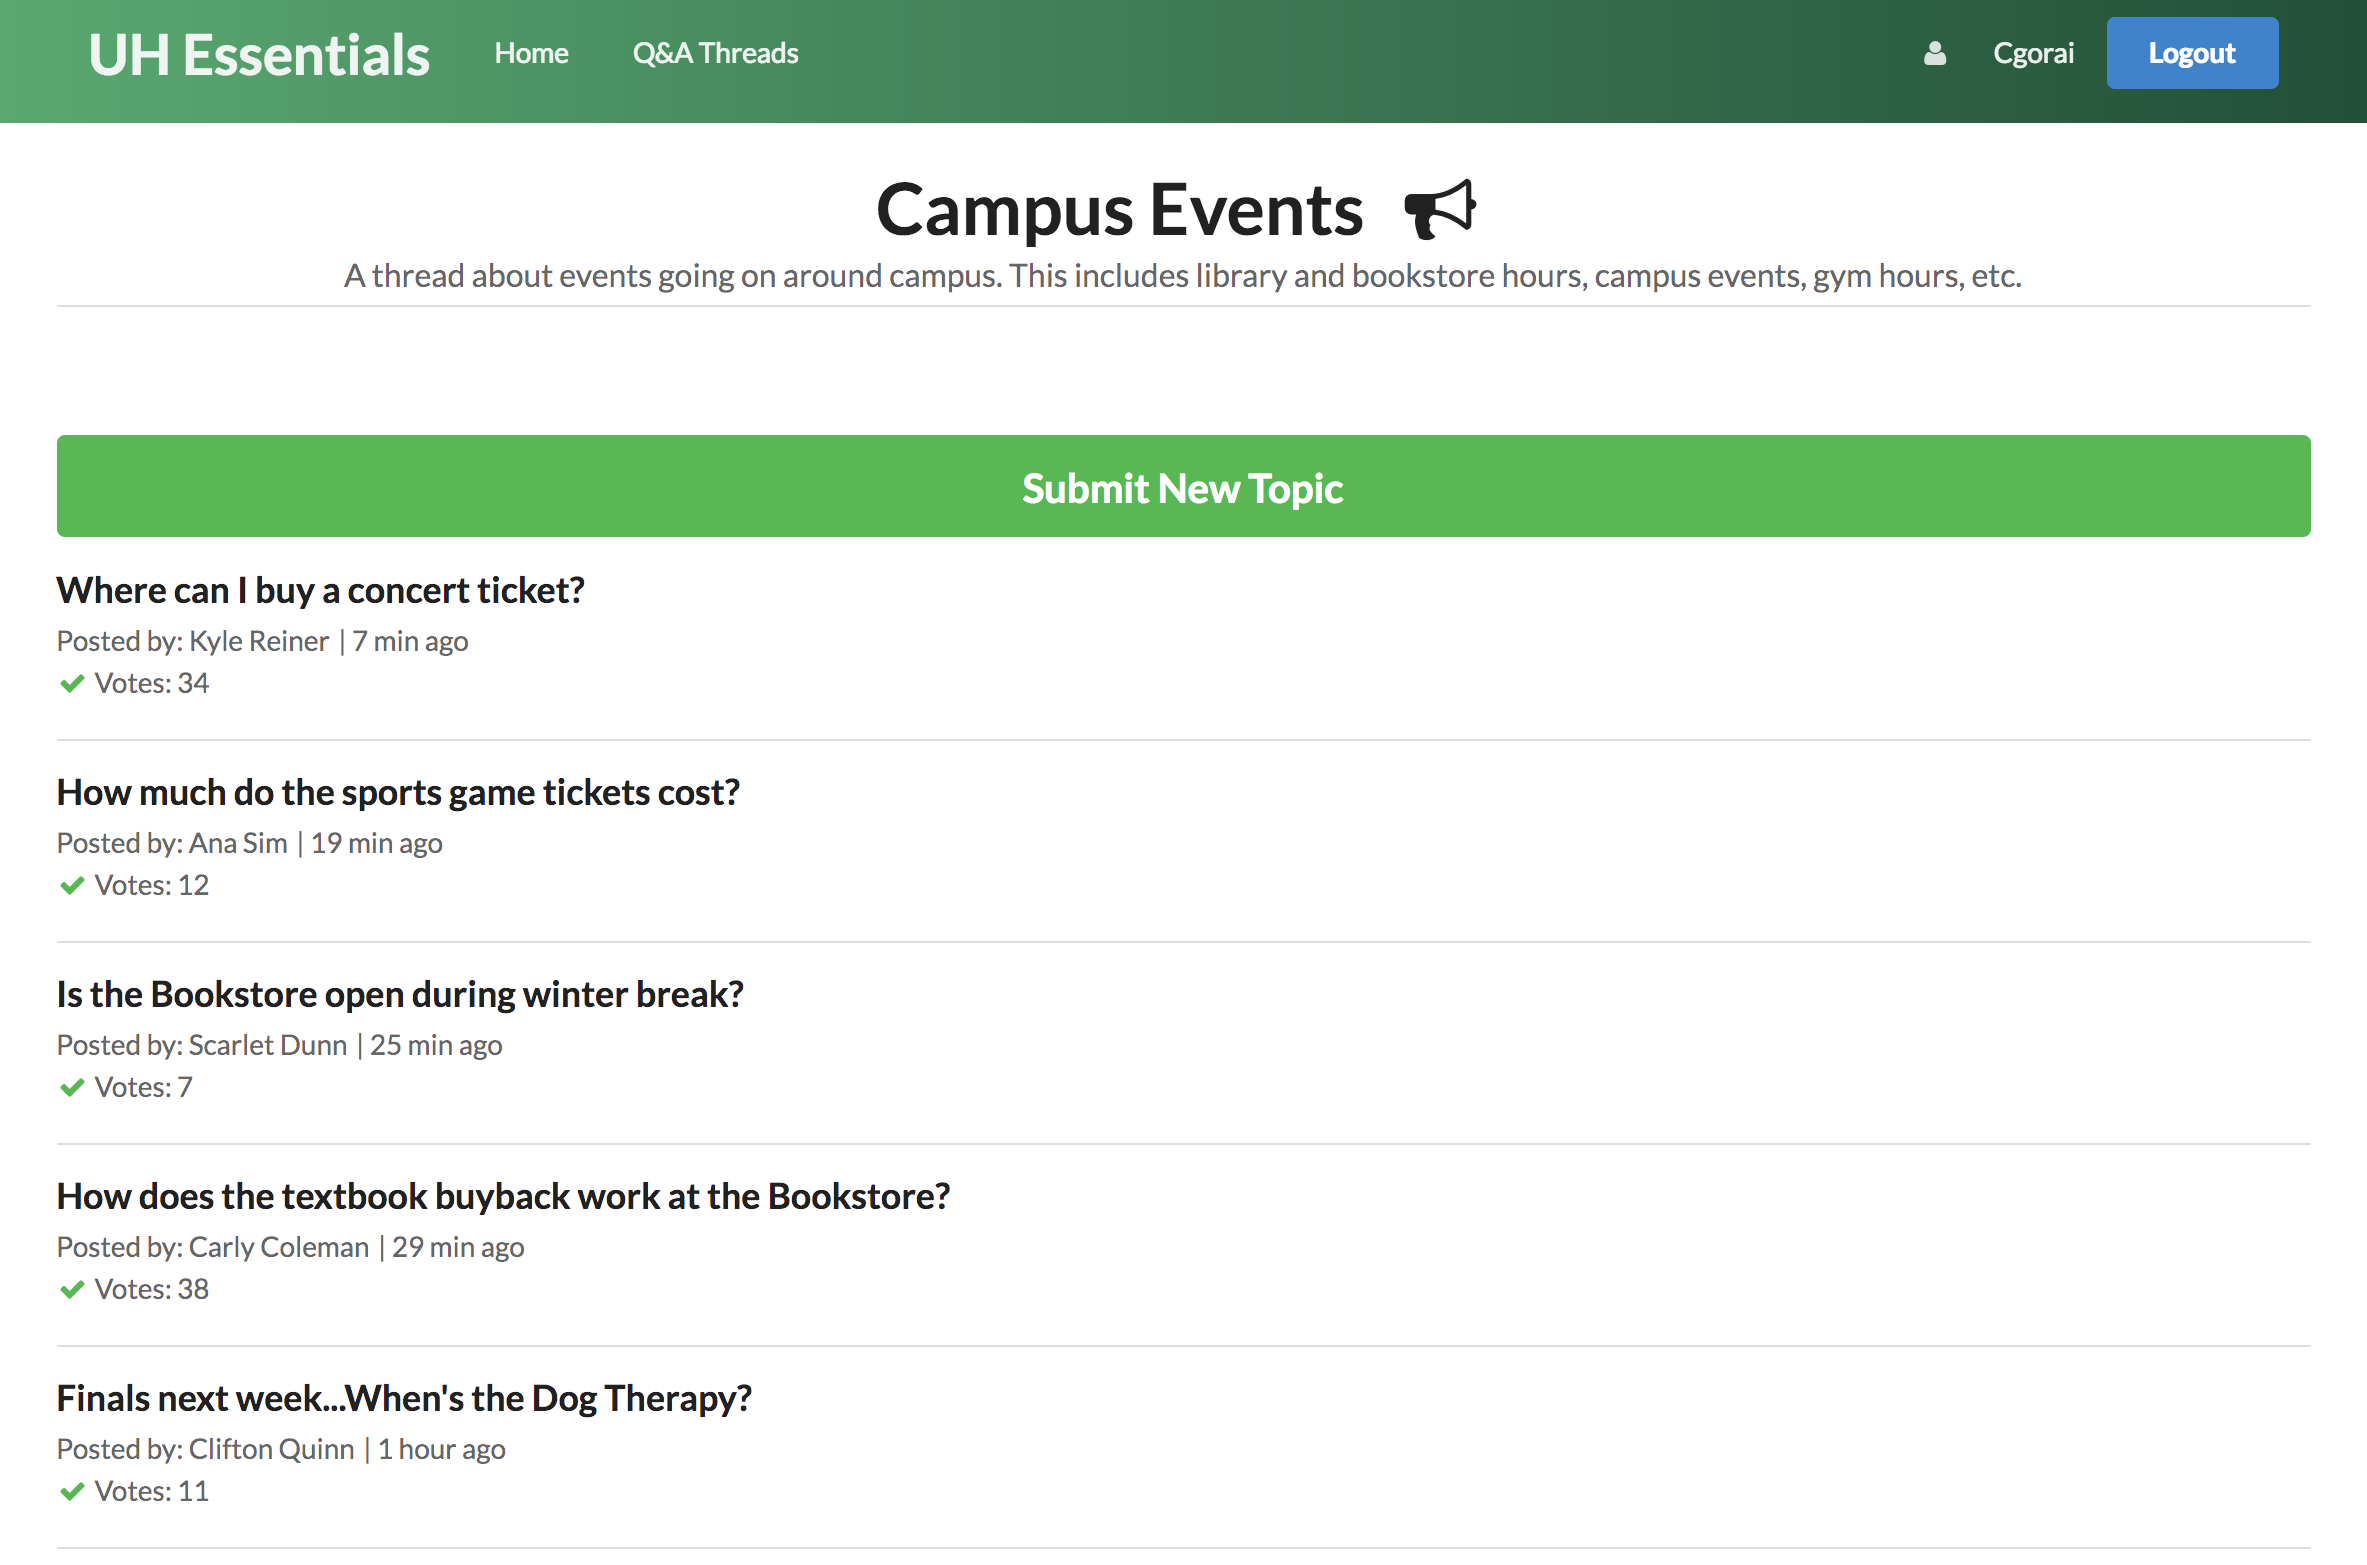 UH Essentials Home Q&A Threads Cgorai Logout
Campus Events
A thread about events going on around campus. This includes library and bookstore hours, campus events, gym hours, etc.
Submit New Topic
Where can I buy a concert ticket?
Posted by: Kyle Reiner | 7 min ago
Votes: 34
How much do the sports game tickets cost?
Posted by: Ana Sim | 19 min ago
Votes: 12
Is the Bookstore open during winter break?
Posted by: Scarlet Dunn | 25 min ago
Votes: 7
How does the textbook buyback work at the Bookstore?
Posted by: Carly Coleman | 29 min ago
Votes: 38
Finals next week...When's the Dog Therapy?
Posted by: Clifton Quinn | 1 hour ago
Votes: 11